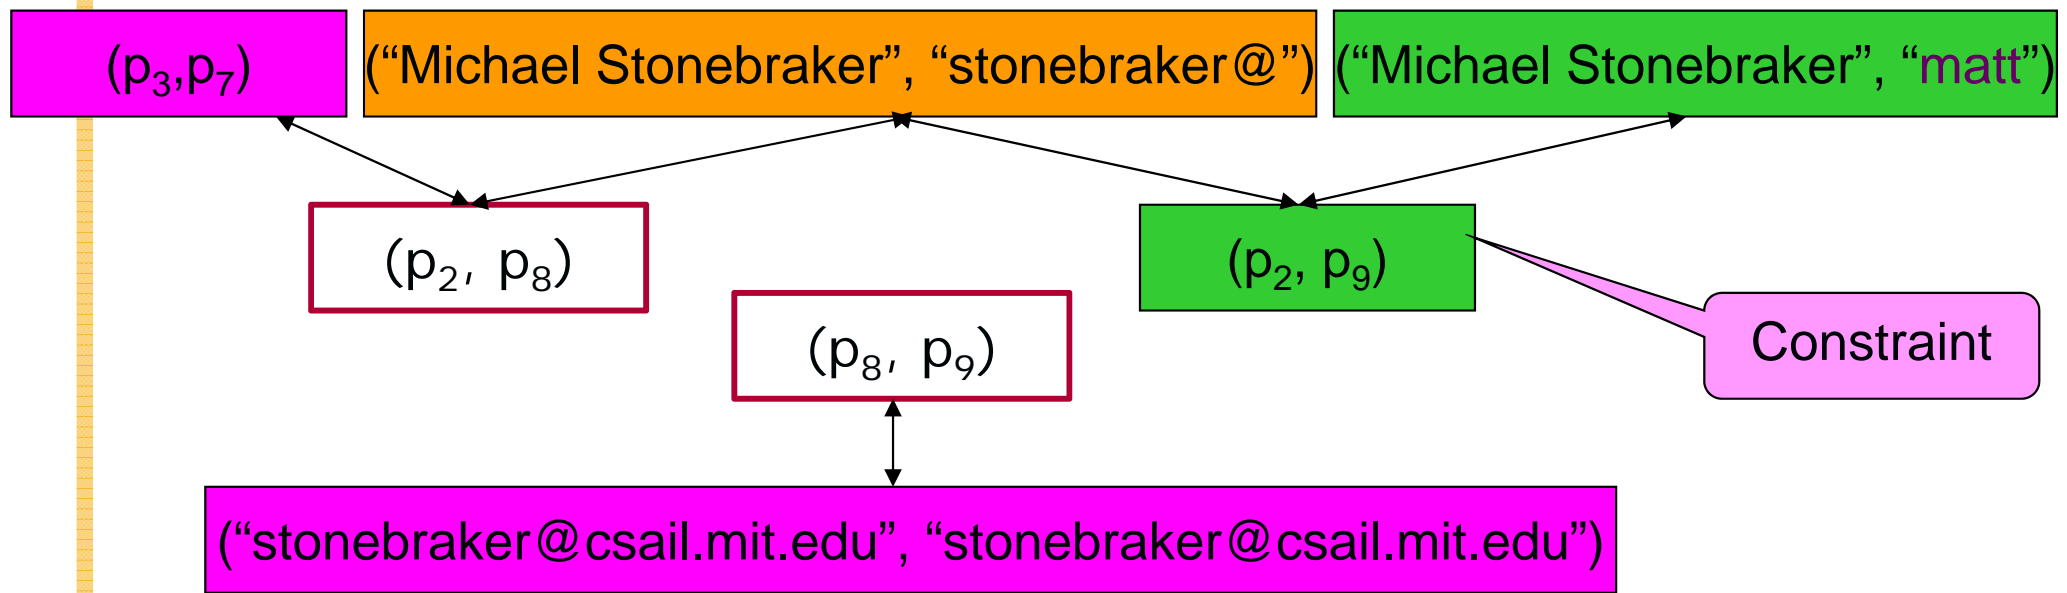 (p3,p7)
(“Michael Stonebraker”, “stonebraker@”)
(“Michael Stonebraker”, “matt”)
(p2, p8)
(p2, p9)
(p8, p9)
Constraint
(“stonebraker@csail.mit.edu”, “stonebraker@csail.mit.edu”)